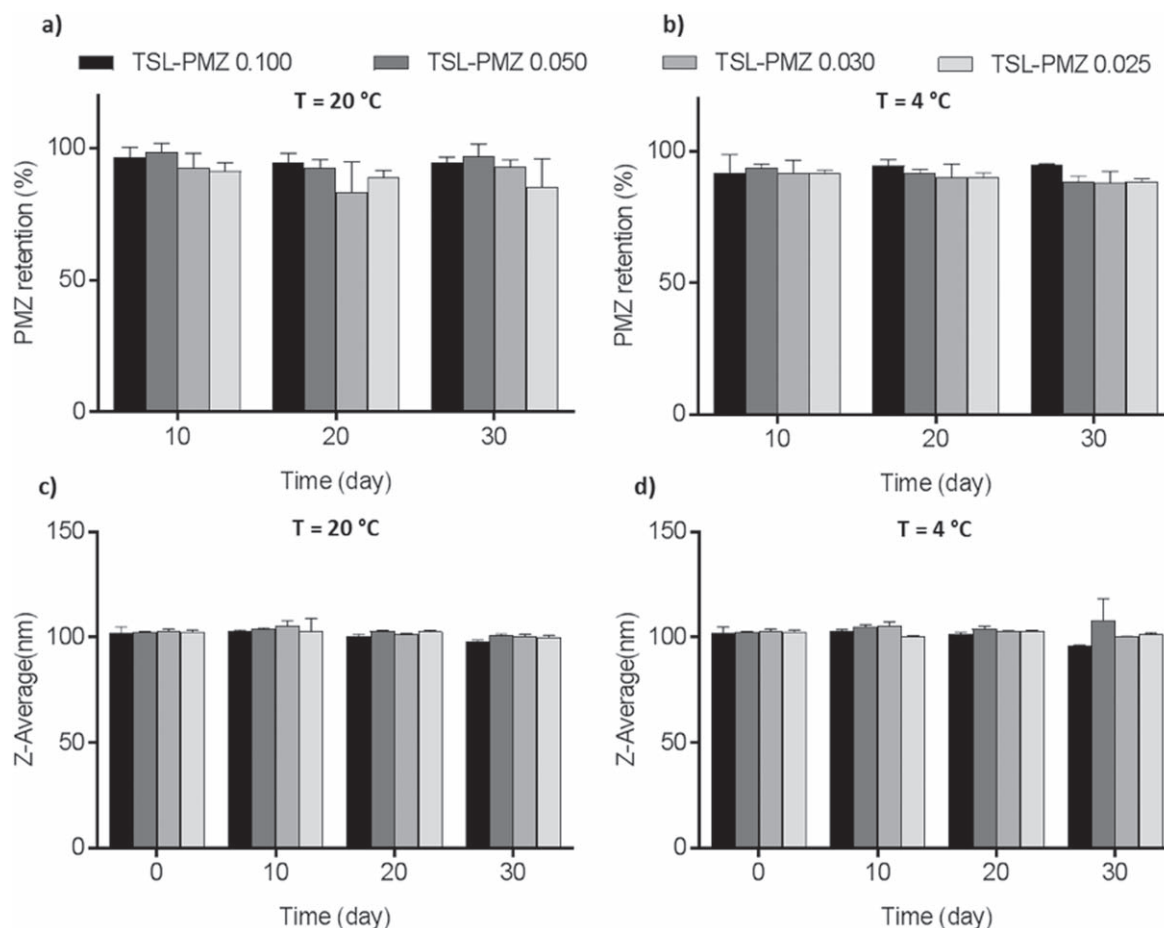 a)
b)
TSL-PMZ 0.100
TSL-PMZ 0.050
TSL-PMZ 0.030
TSL-PMZ 0.025
T = 20 °C
PMZ retention (%)
100
50
0
10
20
30
Time (day)
T = 4 °C
PMZ retention (%)
100
50
0
10
20
30
Time (day)
c)
T = 20 °C
Z-Average(nm)
150
100
50
0
0
10
20
30
Time (day)
d)
T = 4 °C
Z-Average(nm)
150
100
50
0
0
10
20
30
Time (day)